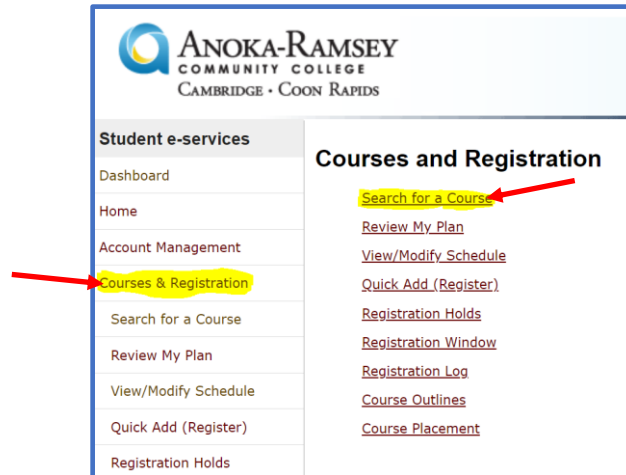 ANOKA-RAMSEY
COMMUNITY COLLEGE
CAMBRIDGE · COON RAPIDS
Student e-services
Dashboard
Home
Account Management
Courses & Registration
Search for a Course
Review My Plan
View/Modify Schedule
Quick Add (Register)
Registration Holds
Courses and Registration
Search for a Course
Review My Plan
View/Modify Schedule
Quick Add (Register)
Registration Holds
Registration Window
Registration Log
Course Outlines
Course Placement